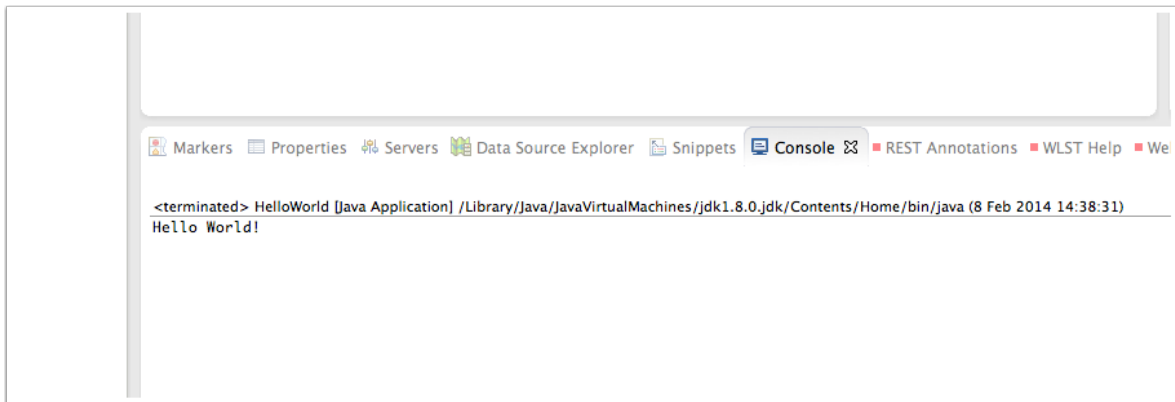 Markers Properties Servers Data Source Explorer Snippets Console REST Annotations WLST Help We
<terminated> HelloWorld [Java Application] /Library/Java/JavaVirtualMachines/jdk1.8.0.jdk/Contents/Home/bin/java (8 Feb 2014 14:38:31)
Hello World!